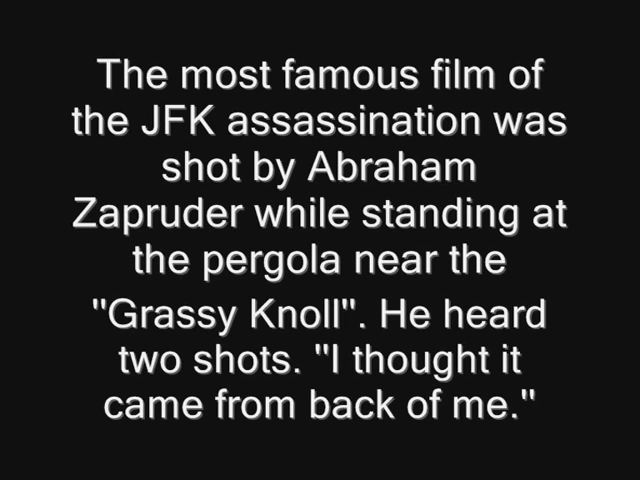 The most famous film of
the JFK assassination was
shot by Abraham
Zapruder while standing at
the pergola near the
"Grassy Knoll". He heard
two shots. "I thought it
came from back of me."